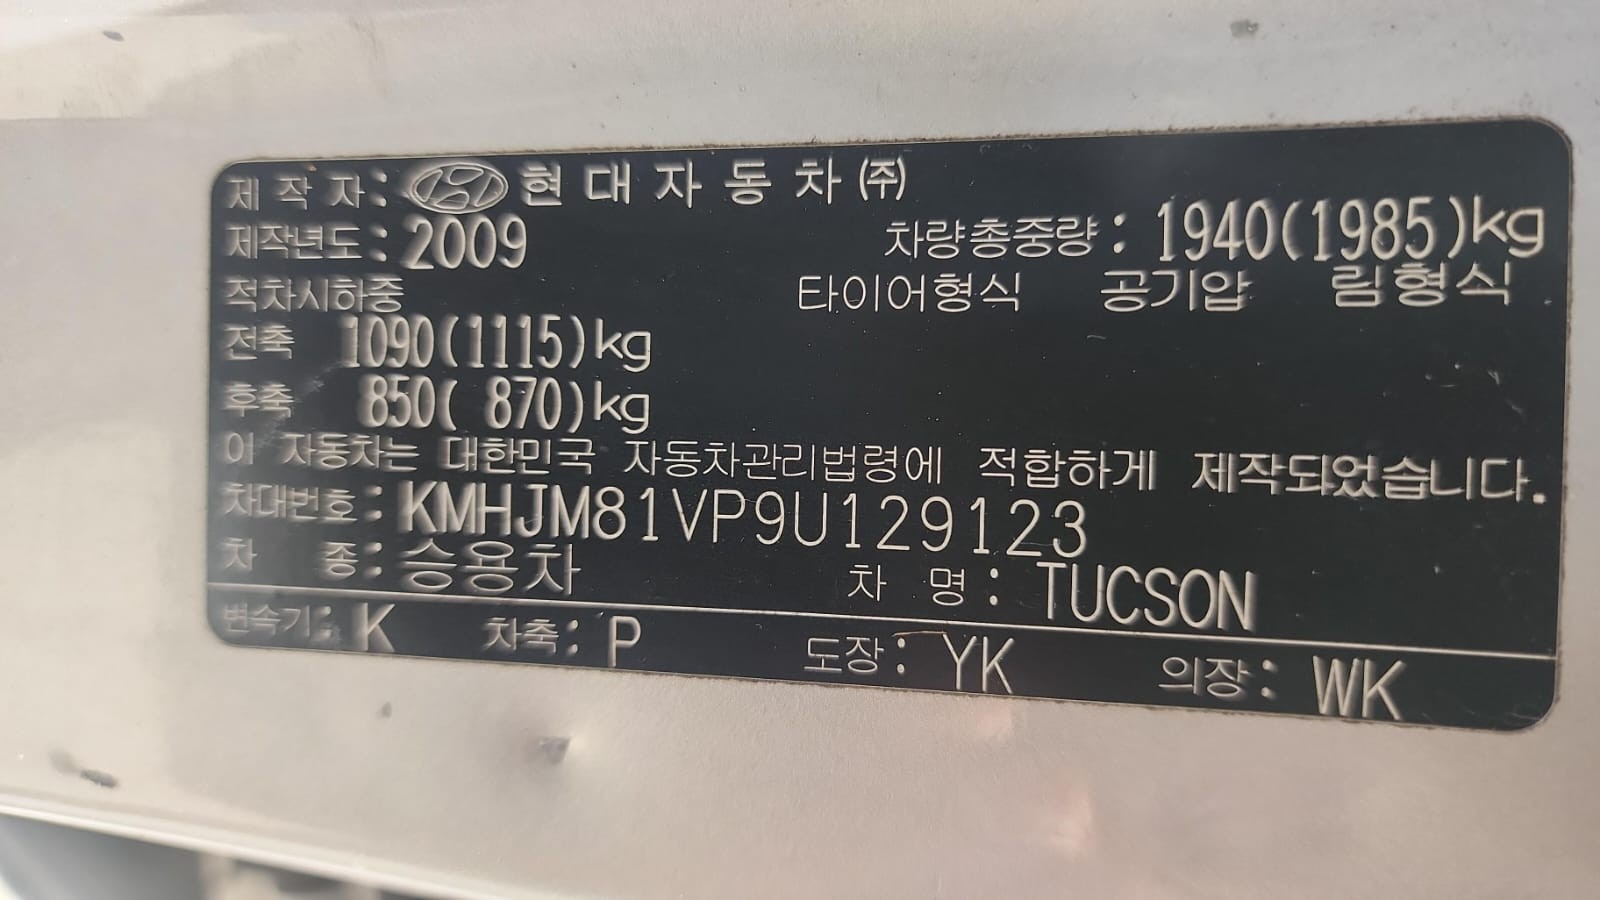 제 작 자: 현 대 자 동 차 ㈜
제작년도: 2009 차량총중량: 1940(1985)kg
적차시하중 타이어형식 공기압 림형식
전축 1090(1115)kg
후축 850( 870)kg
이 자동차는 대한민국 자동차관리법령에 적합하게 제작되었습니다.
차대번호: KMHJM81VP9U129123
차 종: 승용차 차 명: TUCSON
변속기: K 차축: P 도장: YK 의장: WK